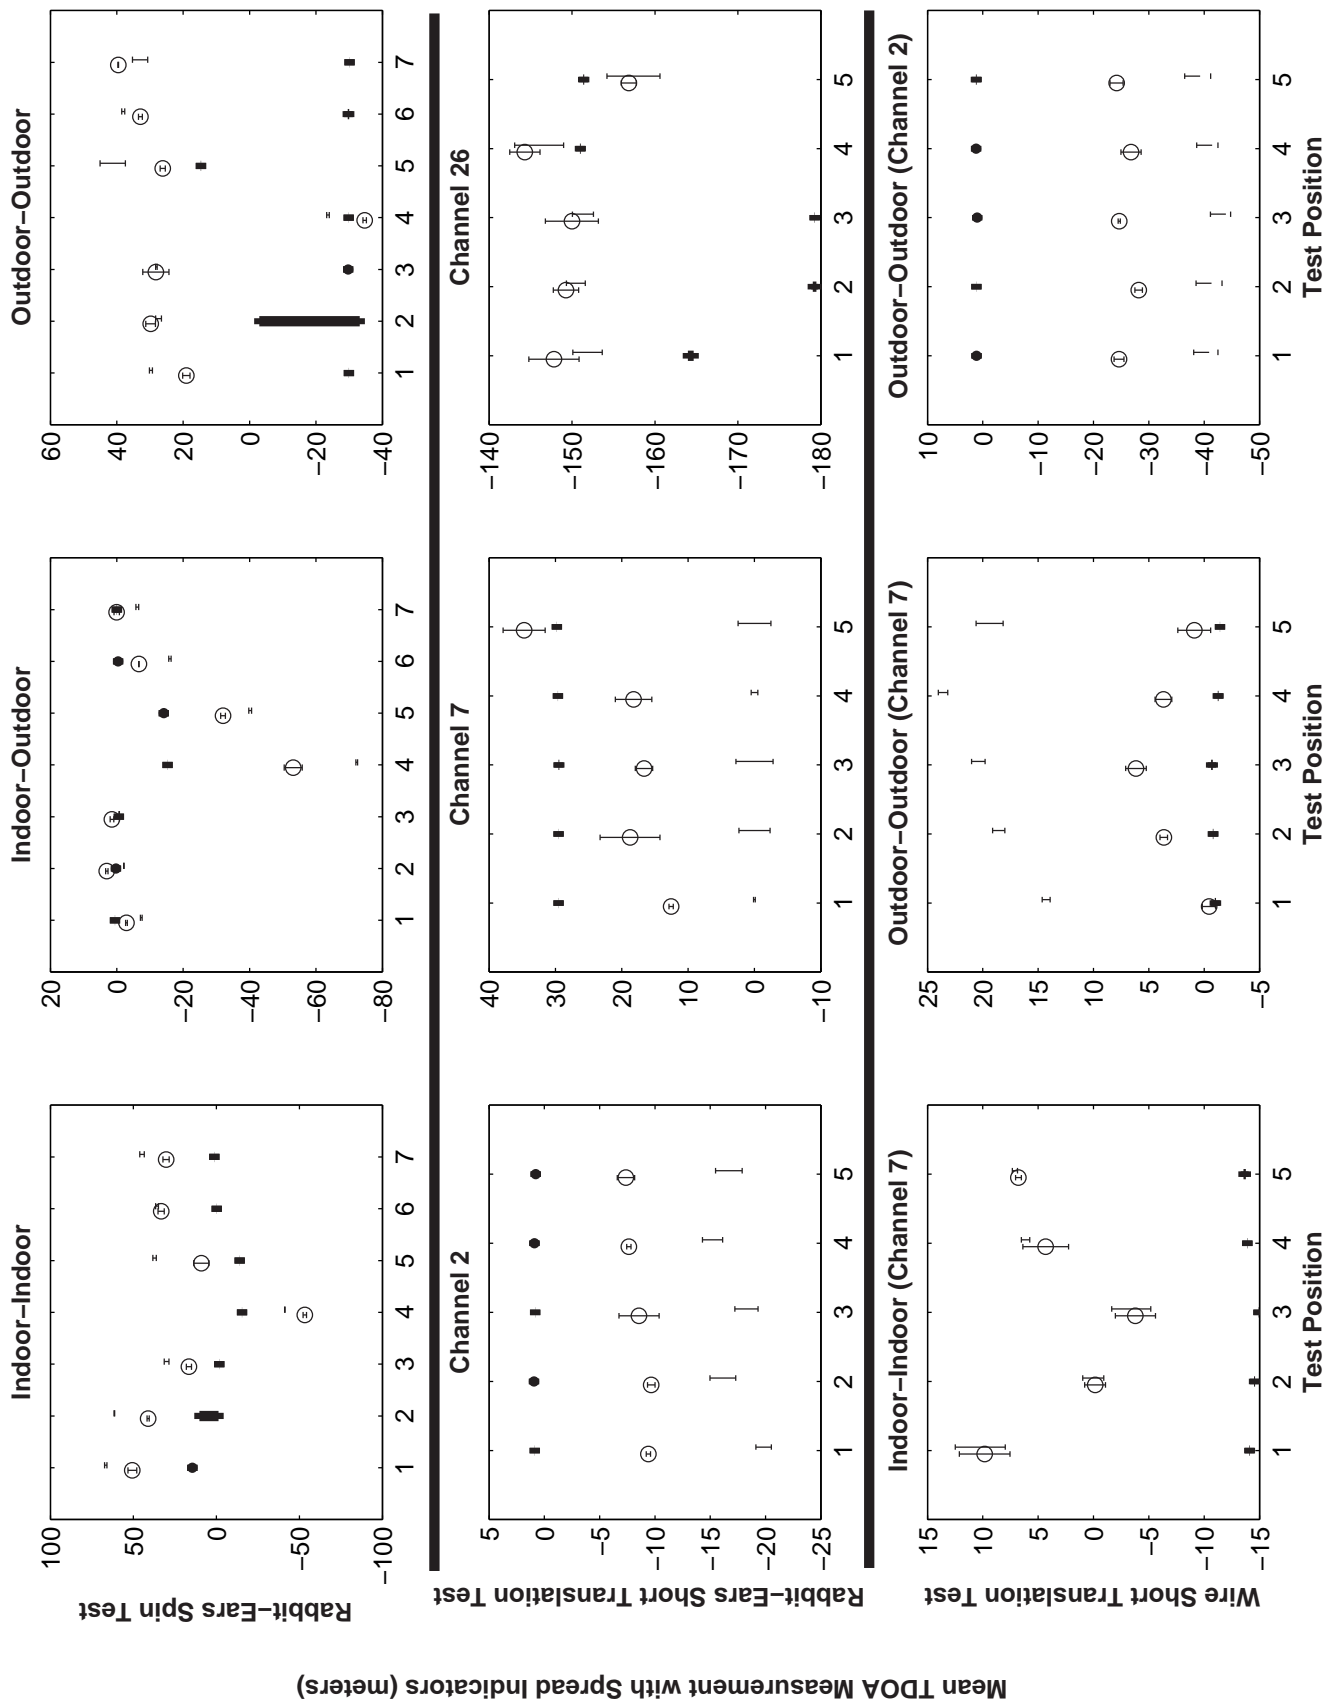 Mean TDOA Measurement with Spread Indicators (meters)
Rabbit−Ears Spin Test
Indoor−Indoor
100
50
0
−50
−100
1 2 3 4 5 6 7
Indoor−Outdoor
20
0
−20
−40
−60
−80
1 2 3 4 5 6 7
Outdoor−Outdoor
60
40
20
0
−20
−40
1 2 3 4 5 6 7
Rabbit−Ears Short Translation Test
Channel 2
5
0
−5
−10
−15
−20
−25
1 2 3 4 5
Channel 7
40
30
20
10
0
−10
1 2 3 4 5
Channel 26
−140
−150
−160
−170
−180
1 2 3 4 5
Wire Short Translation Test
Indoor−Indoor (Channel 7)
15
10
5
0
−5
−10
−15
1 2 3 4 5
Test Position
Outdoor−Outdoor (Channel 7)
25
20
15
10
5
0
−5
1 2 3 4 5
Test Position
Outdoor−Outdoor (Channel 2)
10
0
−10
−20
−30
−40
−50
1 2 3 4 5
Test Position